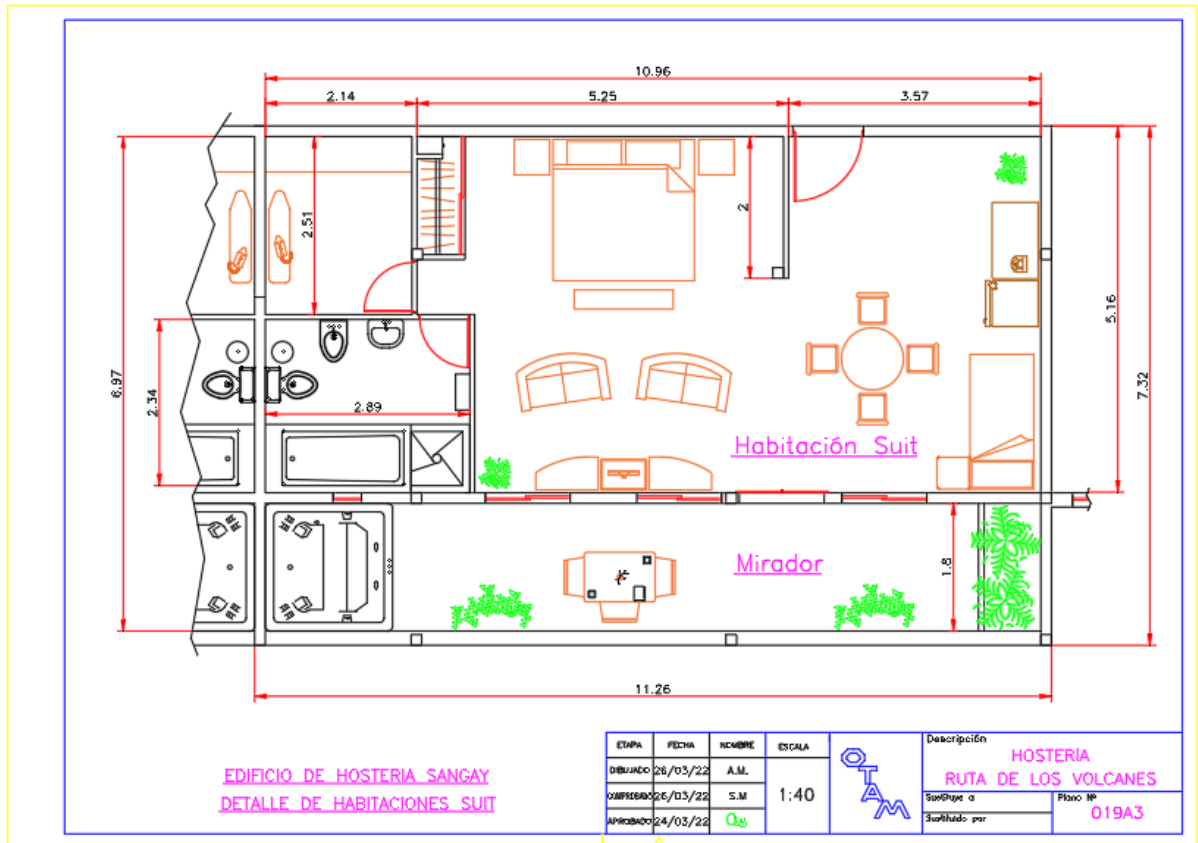 10.96
2.14
5.25
3.57
2.51
2
5.16
6.97
7.32
2.34
2.89
Habitación Suit
Mirador
1.8
11.26
EDIFICIO DE HOSTERIA SANGAY
DETALLE DE HABITACIONES SUIT
ETAPA FECHA NOMBRE ESCALA
DIBUJADO 26/03/22 A.M.
COMPROBADO 26/03/22 S.M
APROBADO 24/03/22
1:40
OTAM
Descripción
HOSTERÍA
RUTA DE LOS VOLCANES
Sustituye a
Sustituido por
Plano Nº
019A3